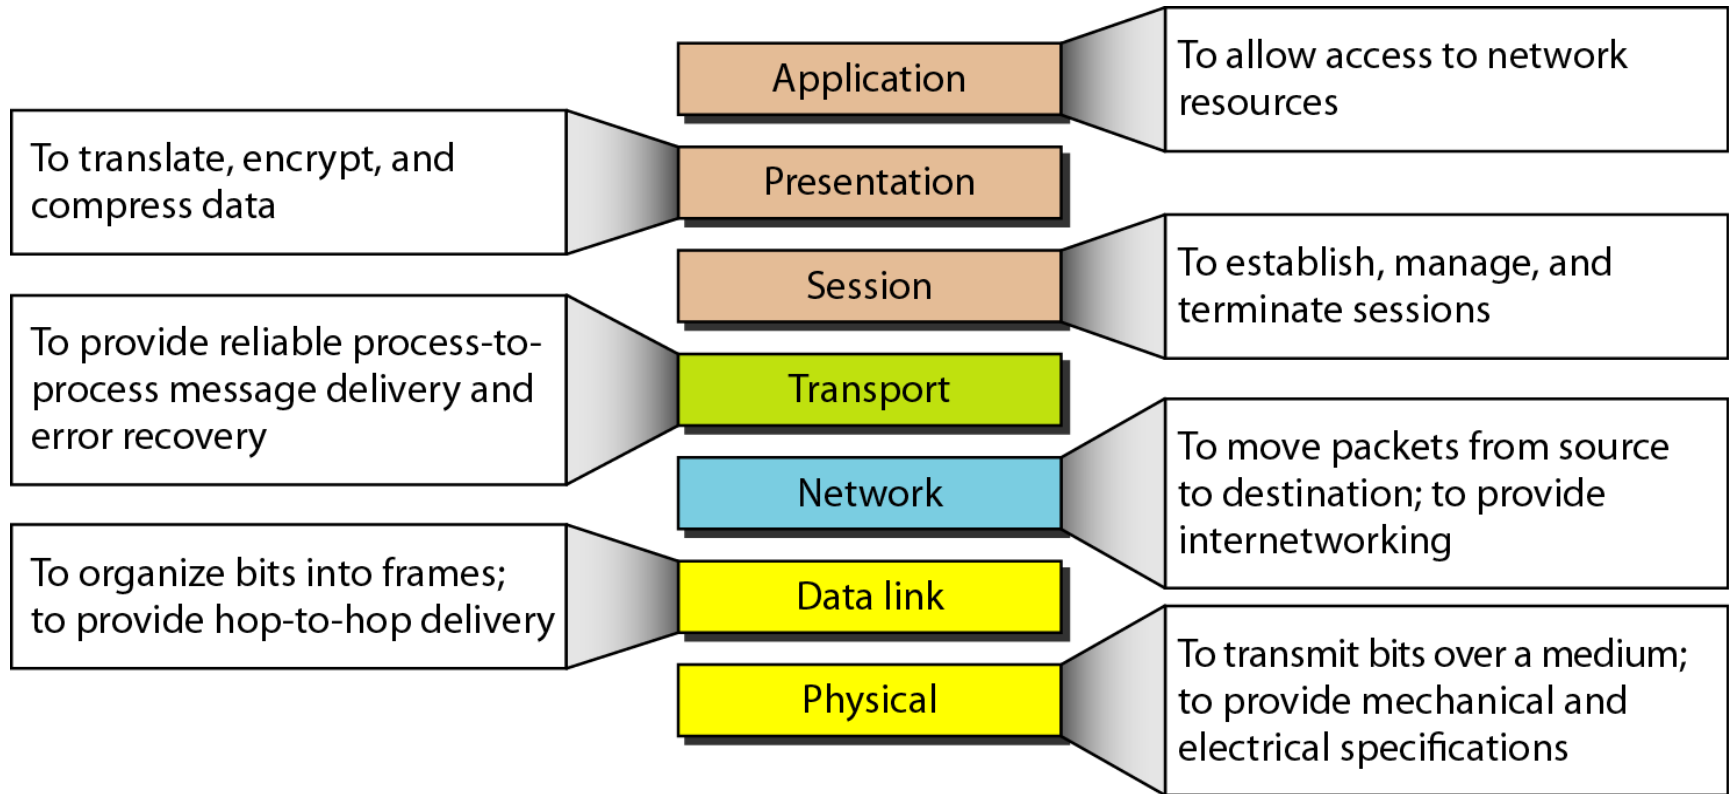 Application
To allow access to network
resources
To translate, encrypt, and
compress data
Presentation
Session
To establish, manage, and
terminate sessions
To provide reliable process-to-
process message delivery and
error recovery
Transport
Network
To move packets from source
to destination; to provide
internetworking
To organize bits into frames;
to provide hop-to-hop delivery
Data link
Physical
To transmit bits over a medium;
to provide mechanical and
electrical specifications